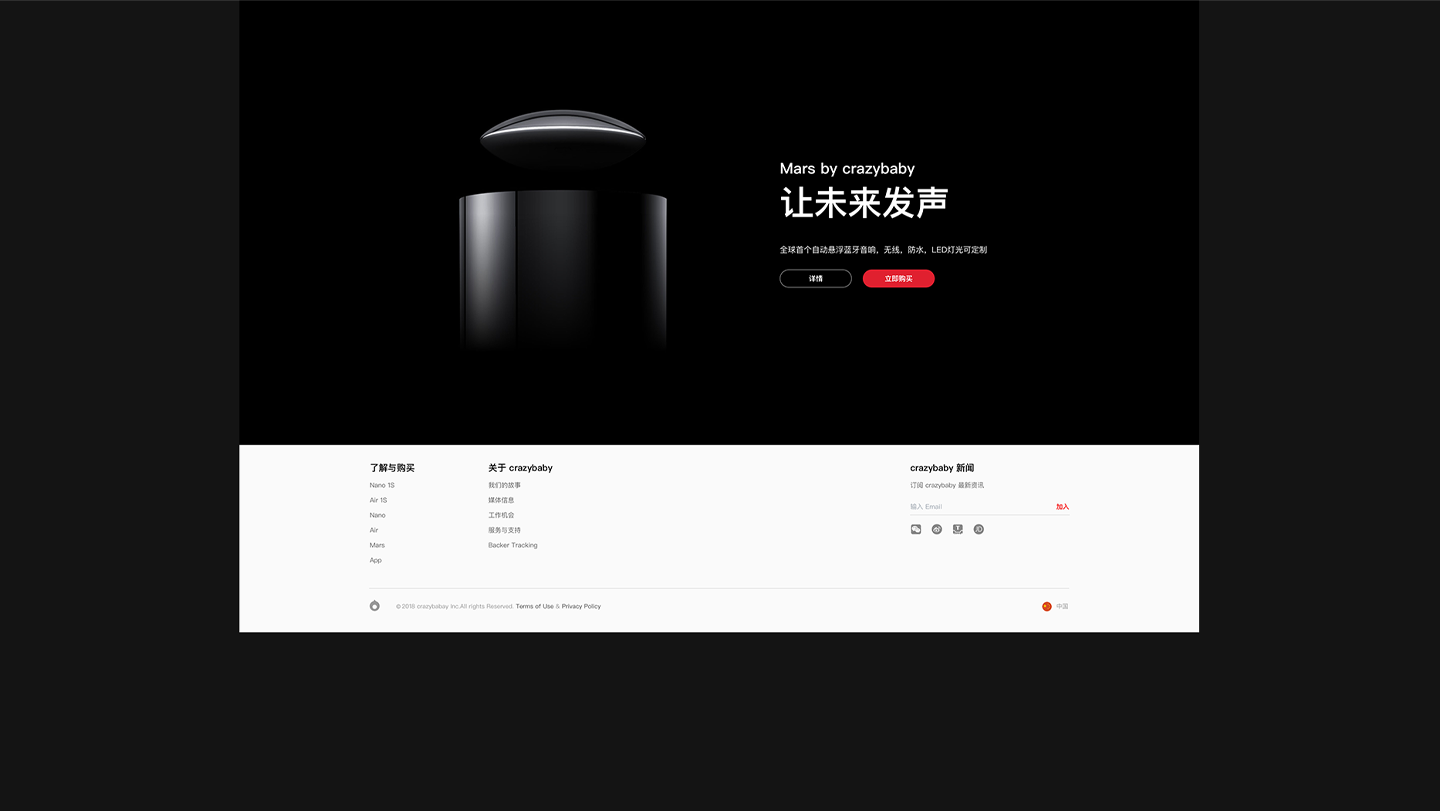 Mars by crazybaby
让未来发声
全球首个自动悬浮蓝牙音响，无线，防水，LED灯光可定制
详情
立即购买
了解与购买
Nano 1S
Air 1S
Nano
Air
Mars
App
关于 crazybaby
我们的故事
媒体信息
工作机会
服务与支持
Backer Tracking
crazybaby 新闻
订阅 crazybaby 最新资讯
输入 Email
加入
© 2018 crazybabay Inc.All rights Reserved. Terms of Use & Privacy Policy
中国